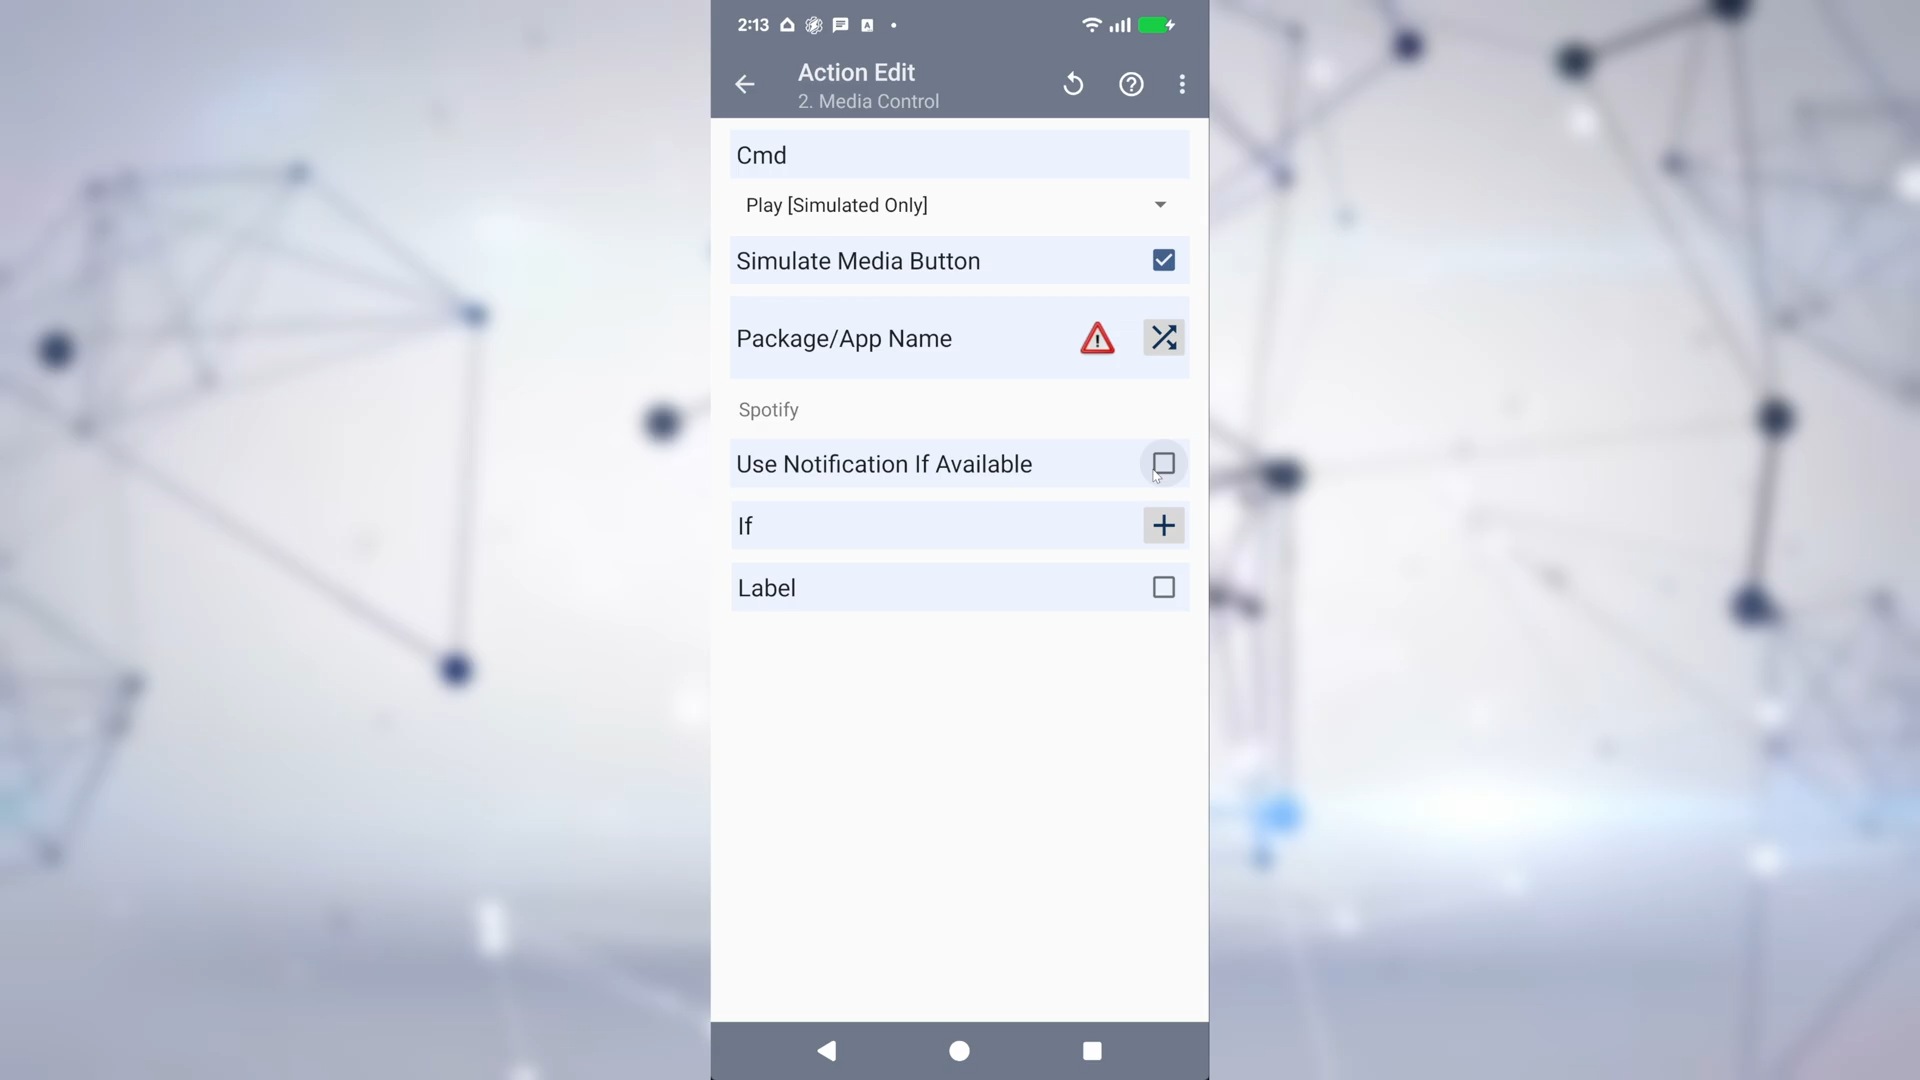 2:13
Action Edit
2. Media Control
Cmd
Play [Simulated Only]
Simulate Media Button
Package/App Name
Spotify
Use Notification If Available
If
Label